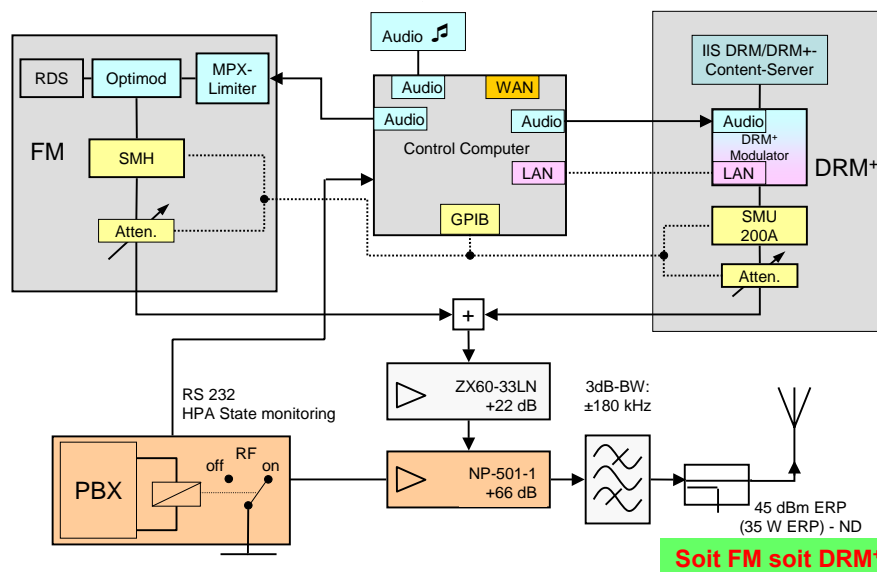 Audio ♫
IIS DRM/DRM+-
Content-Server
RDS
Optimod
MPX-
Limiter
Audio
WAN
Audio
Audio
Control Computer
LAN
GPIB
Audio
DRM+
Modulator
LAN
DRM+
FM
SMH
Atten.
SMU
200A
Atten.
+
RS 232
HPA State monitoring
ZX60-33LN
+22 dB
3dB-BW:
±180 kHz
PBX
off
RF
on
NP-501-1
+66 dB
45 dBm ERP
(35 W ERP) - ND
Soit FM soit DRM+